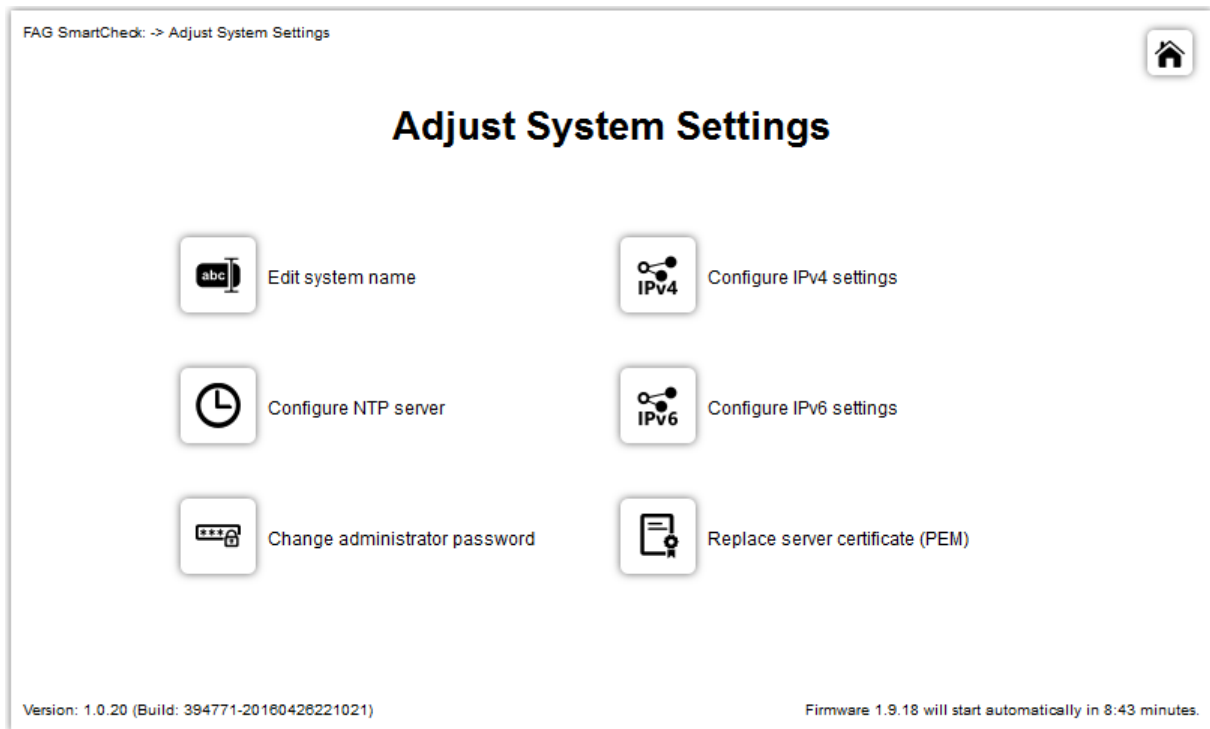 FAG SmartCheck: -> Adjust System Settings
Adjust System Settings
abc
Edit system name
IPv4
Configure IPv4 settings
Configure NTP server
IPv6
Configure IPv6 settings
***
Change administrator password
Replace server certificate (PEM)
Version: 1.0.20 (Build: 394771-20160426221021)
Firmware 1.9.18 will start automatically in 8:43 minutes.